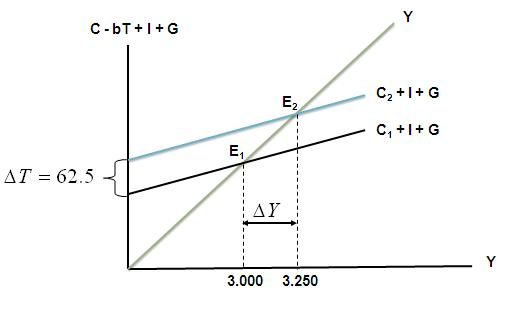 C - bT + I + G
Y
C₂ + I + G
E₂
C₁ + I + G
E₁
ΔT = 62.5
ΔY
Y
3.000 3.250